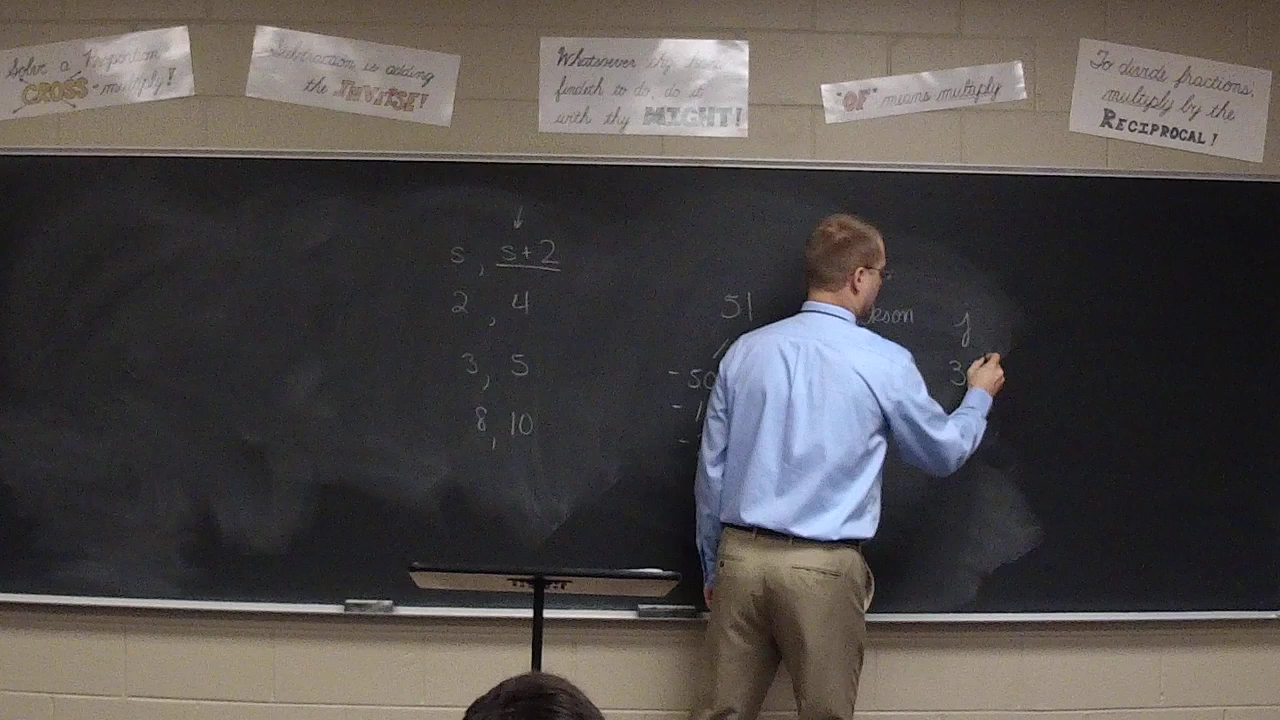 Solve a Proportion
CROSS-multiply!
Subtraction is adding
the INVERSE!
Whatsoever thy hand
findeth to do, do it
with thy MIGHT!
"OF" means multiply
To divide fractions,
multiply by the
RECIPROCAL!
s, s+2
2, 4
3, 5
8, 10
51
-50
j
3